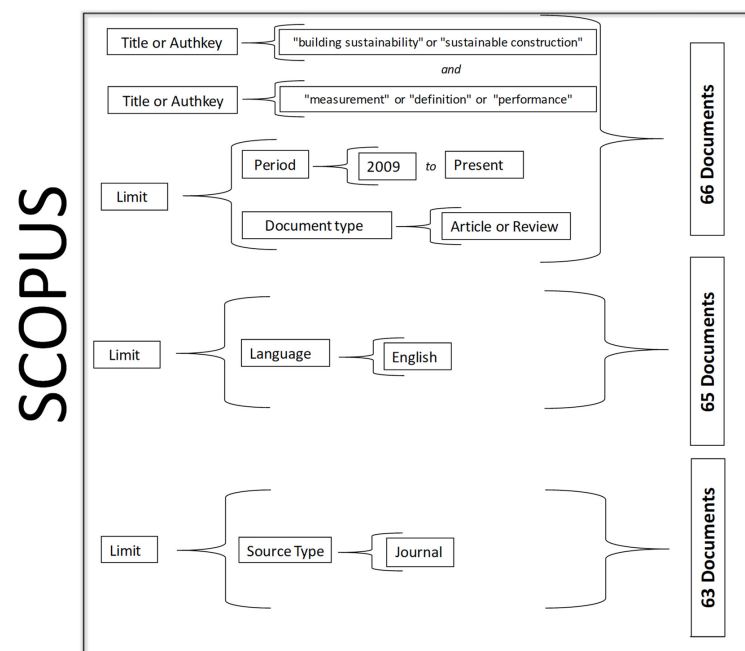 SCOPUS
Title or Authkey
"building sustainability" or "sustainable construction"
and
Title or Authkey
"measurement" or "definition" or "performance"
Limit
Period
2009
to
Present
Document type
Article or Review
66 Documents
Limit
Language
English
65 Documents
Limit
Source Type
Journal
63 Documents